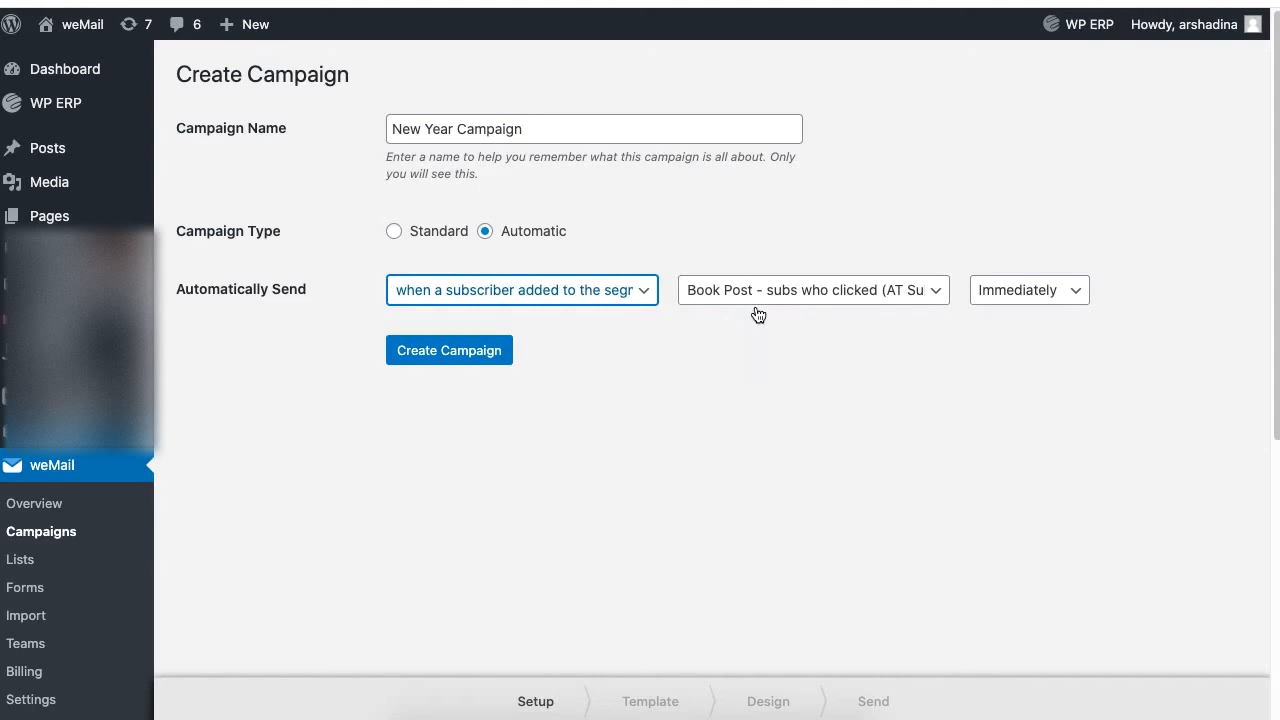 weMail 7 6 New WP ERP Howdy, arshadina
Dashboard
WP ERP
Posts
Media
Pages
weMail
Overview
Campaigns
Lists
Forms
Import
Teams
Billing
Settings
Create Campaign
Campaign Name New Year Campaign
Enter a name to help you remember what this campaign is all about. Only
you will see this.
Campaign Type Standard Automatic
Automatically Send when a subscriber added to the segr Book Post - subs who clicked (AT Su Immediately
Create Campaign
Setup Template Design Send